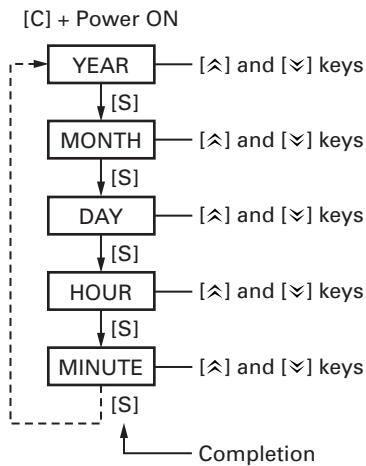 [C] + Power ON
YEAR [︽] and [︾] keys
[S]
MONTH [︽] and [︾] keys
[S]
DAY [︽] and [︾] keys
[S]
HOUR [︽] and [︾] keys
[S]
MINUTE [︽] and [︾] keys
[S]
Completion